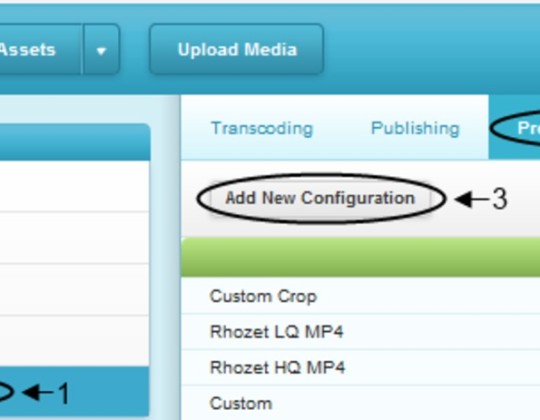 Assets
Upload Media
Transcoding
Publishing
Add New Configuration
3
Custom Crop
Rhozet LQ MP4
Rhozet HQ MP4
Custom
1